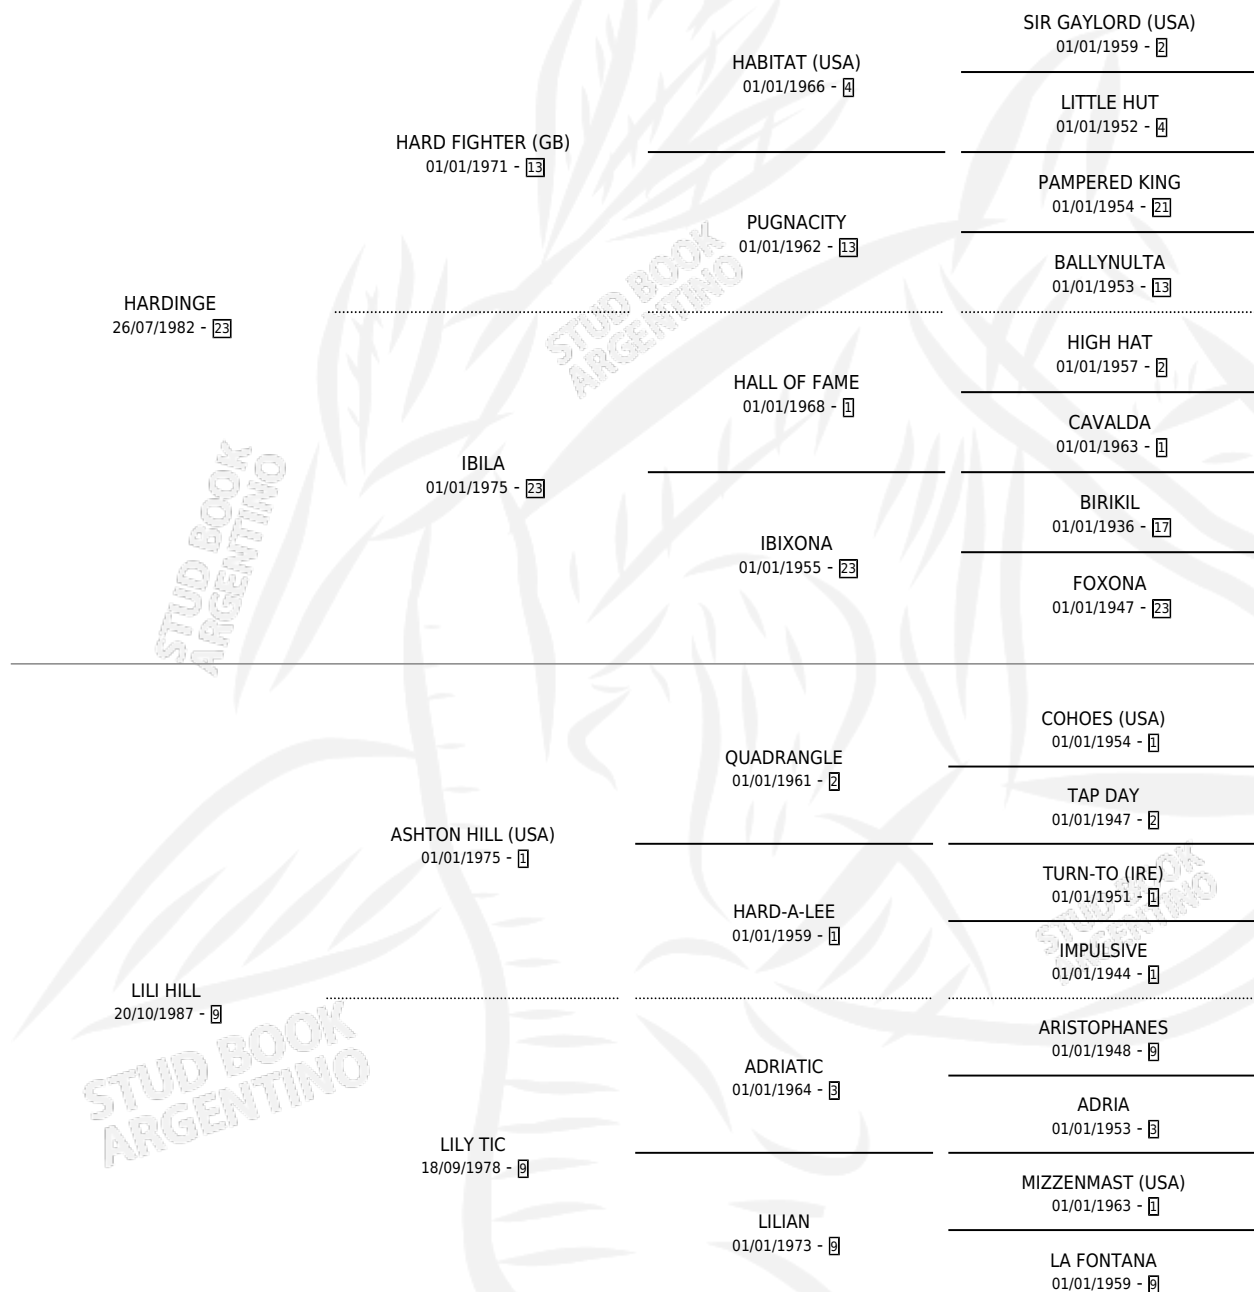 SIR GAYLORD (USA)
01/01/1959 - 2
HABITAT (USA)
01/01/1966 - 4
LITTLE HUT
01/01/1952 - 4
HARD FIGHTER (GB)
01/01/1971 - 13
PAMPERED KING
01/01/1954 - 21
PUGNACITY
01/01/1962 - 13
BALLYNULTA
01/01/1953 - 13
HARDINGE
26/07/1982 - 23
HIGH HAT
01/01/1957 - 2
HALL OF FAME
01/01/1968 - 1
CAVALDA
01/01/1963 - 1
IBILA
01/01/1975 - 23
BIRIKIL
01/01/1936 - 17
IBIXONA
01/01/1955 - 23
FOXONA
01/01/1947 - 23
STUD BOOK
ARGENTINO
STUD BOOK
ARGENTINO
COHOES (USA)
01/01/1954 - 1
QUADRANGLE
01/01/1961 - 2
TAP DAY
01/01/1947 - 2
ASHTON HILL (USA)
01/01/1975 - 1
TURN-TO (IRE)
01/01/1951 - 1
HARD-A-LEE
01/01/1959 - 1
IMPULSIVE
01/01/1944 - 1
LILI HILL
20/10/1987 - 9
ARISTOPHANES
01/01/1948 - 9
ADRIATIC
01/01/1964 - 3
ADRIA
01/01/1953 - 3
LILY TIC
18/09/1978 - 9
MIZZENMAST (USA)
01/01/1963 - 1
LILIAN
01/01/1973 - 9
LA FONTANA
01/01/1959 - 9
STUD BOOK
ARGENTINO
STUD BOOK
ARGENTINO